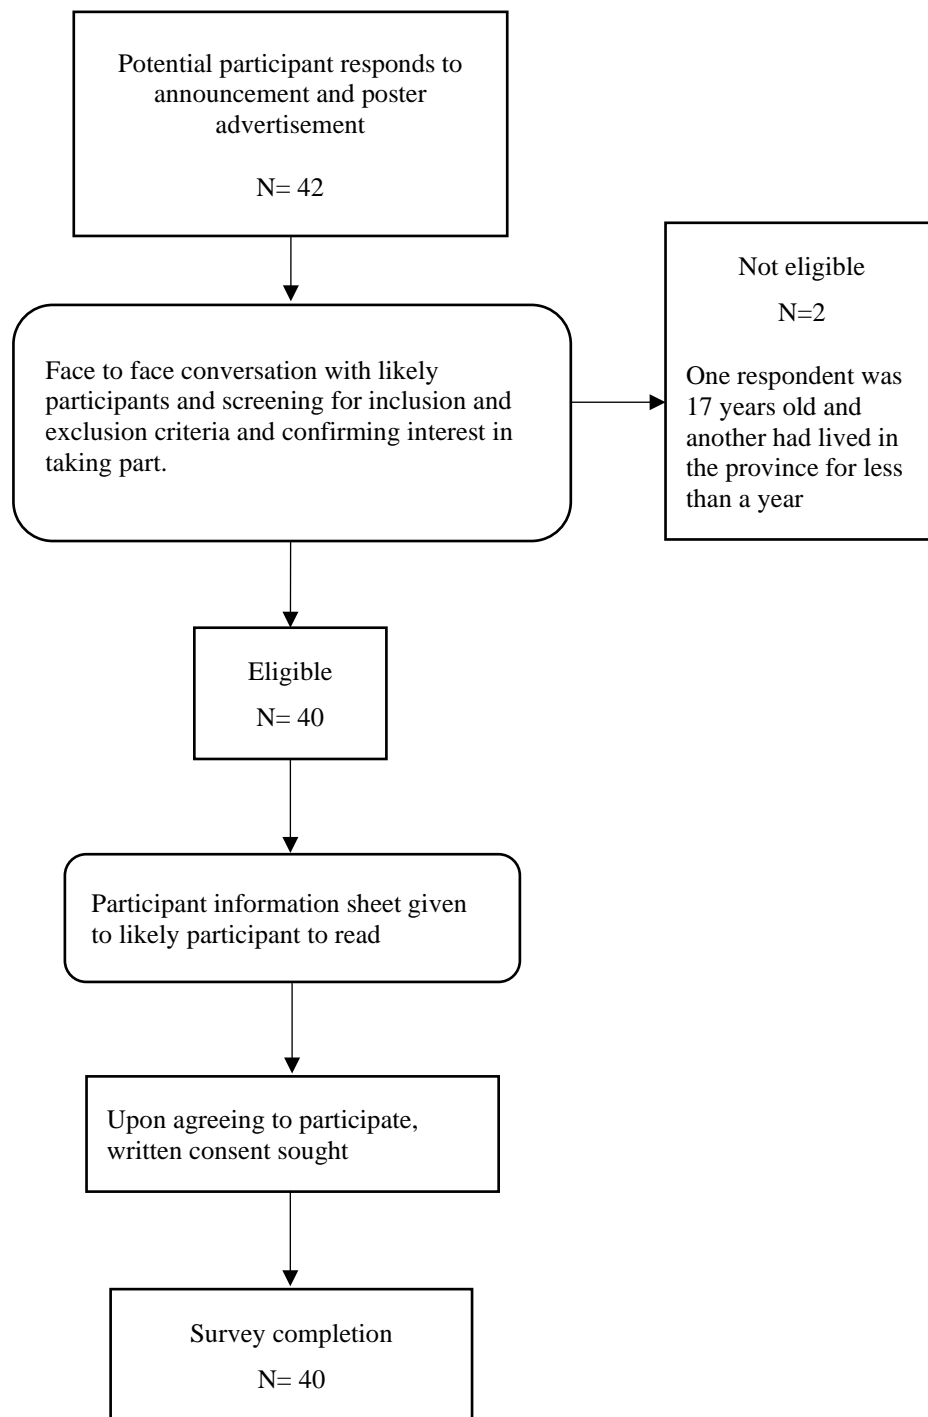 Potential participant responds to
announcement and poster
advertisement
N= 42
Not eligible
N=2
One respondent was
17 years old and
another had lived in
the province for less
than a year
Face to face conversation with likely
participants and screening for inclusion and
exclusion criteria and confirming interest in
taking part.
Eligible
N= 40
Participant information sheet given
to likely participant to read
Upon agreeing to participate,
written consent sought
Survey completion
N= 40